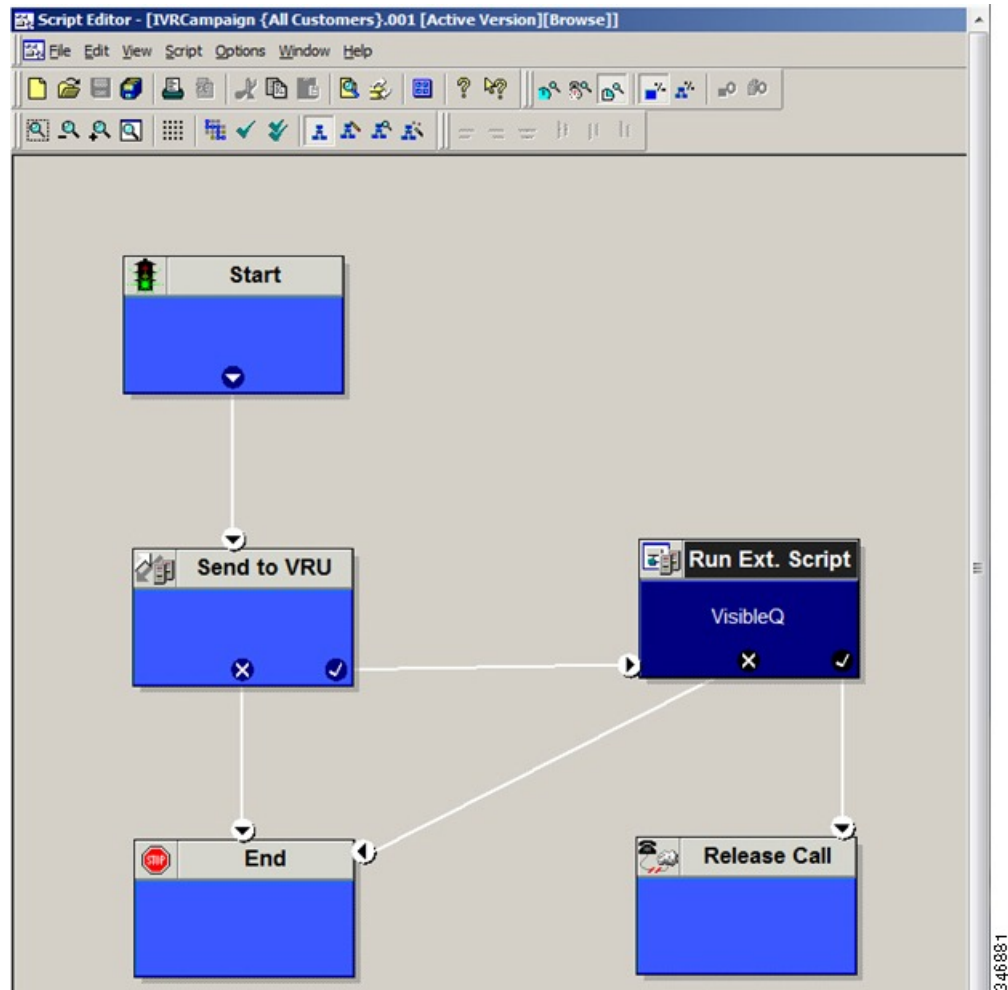 Script Editor - [IVRCampaign {All Customers}.001 [Active Version][Browse]]
File Edit View Script Options Window Help
Start
Send to VRU
Run Ext. Script
VisibleQ
End
STOP
Release Call
346881